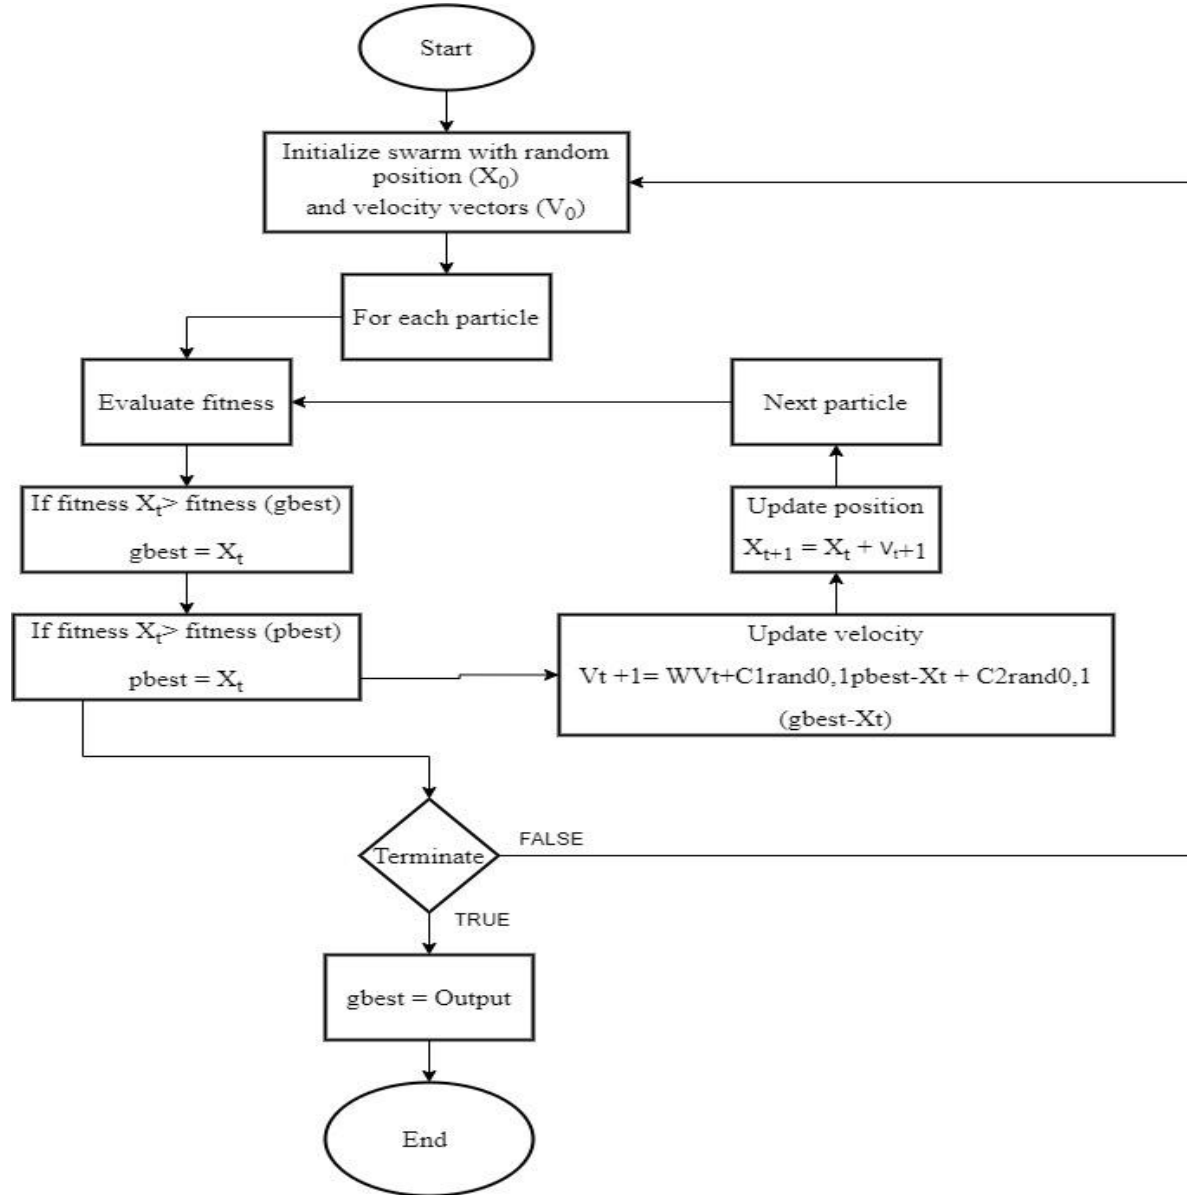 Start
Initialize swarm with random
position (X₀)
and velocity vectors (V₀)
For each particle
Evaluate fitness
Next particle
If fitness Xₜ> fitness (gbest)
gbest = Xₜ
Update position
Xₜ₊₁ = Xₜ + vₜ₊₁
If fitness Xₜ> fitness (pbest)
pbest = Xₜ
Update velocity
Vt +1= WVt+C1rand0,1pbest-Xt + C2rand0,1
(gbest-Xt)
Terminate
FALSE
TRUE
gbest = Output
End